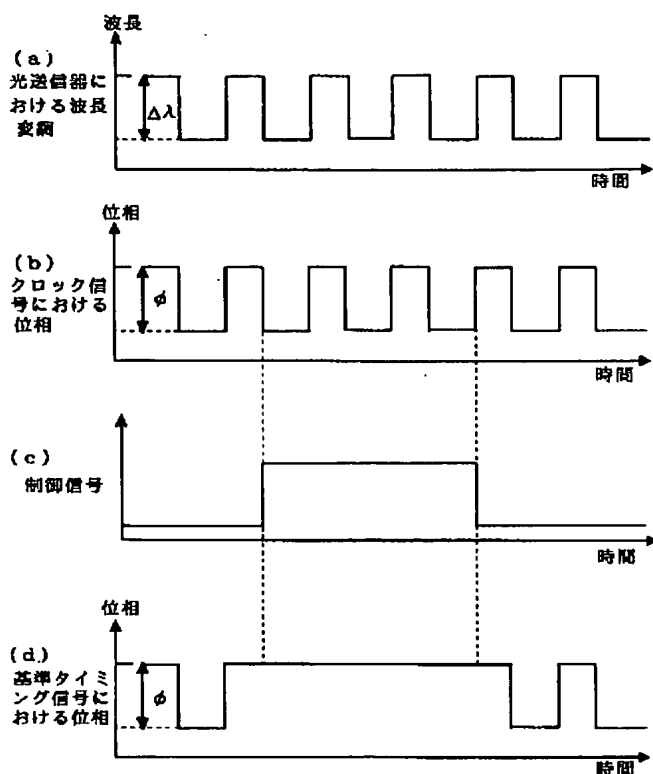 波長
(a)
光送信器に
おける波長
変調
Δλ
時間
位相
(b)
クロック信
号における
位相
φ
時間
(c)
制御信号
時間
位相
(d)
基準タイミ
ング信号に
おける位相
φ
時間